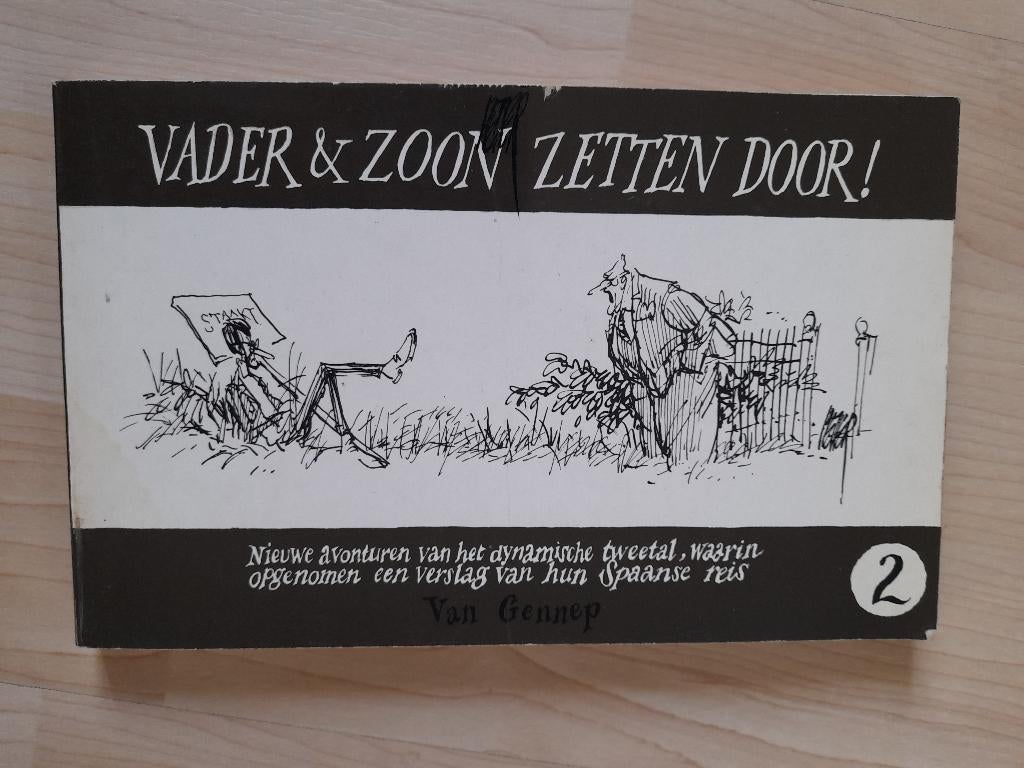 VADER & ZOON ZETTEN DOOR!
STAKT
Nieuwe avonturen van het dynamische tweetal, waarin
opgenomen een verslag van hun Spaanse reis
Van Gennep
2